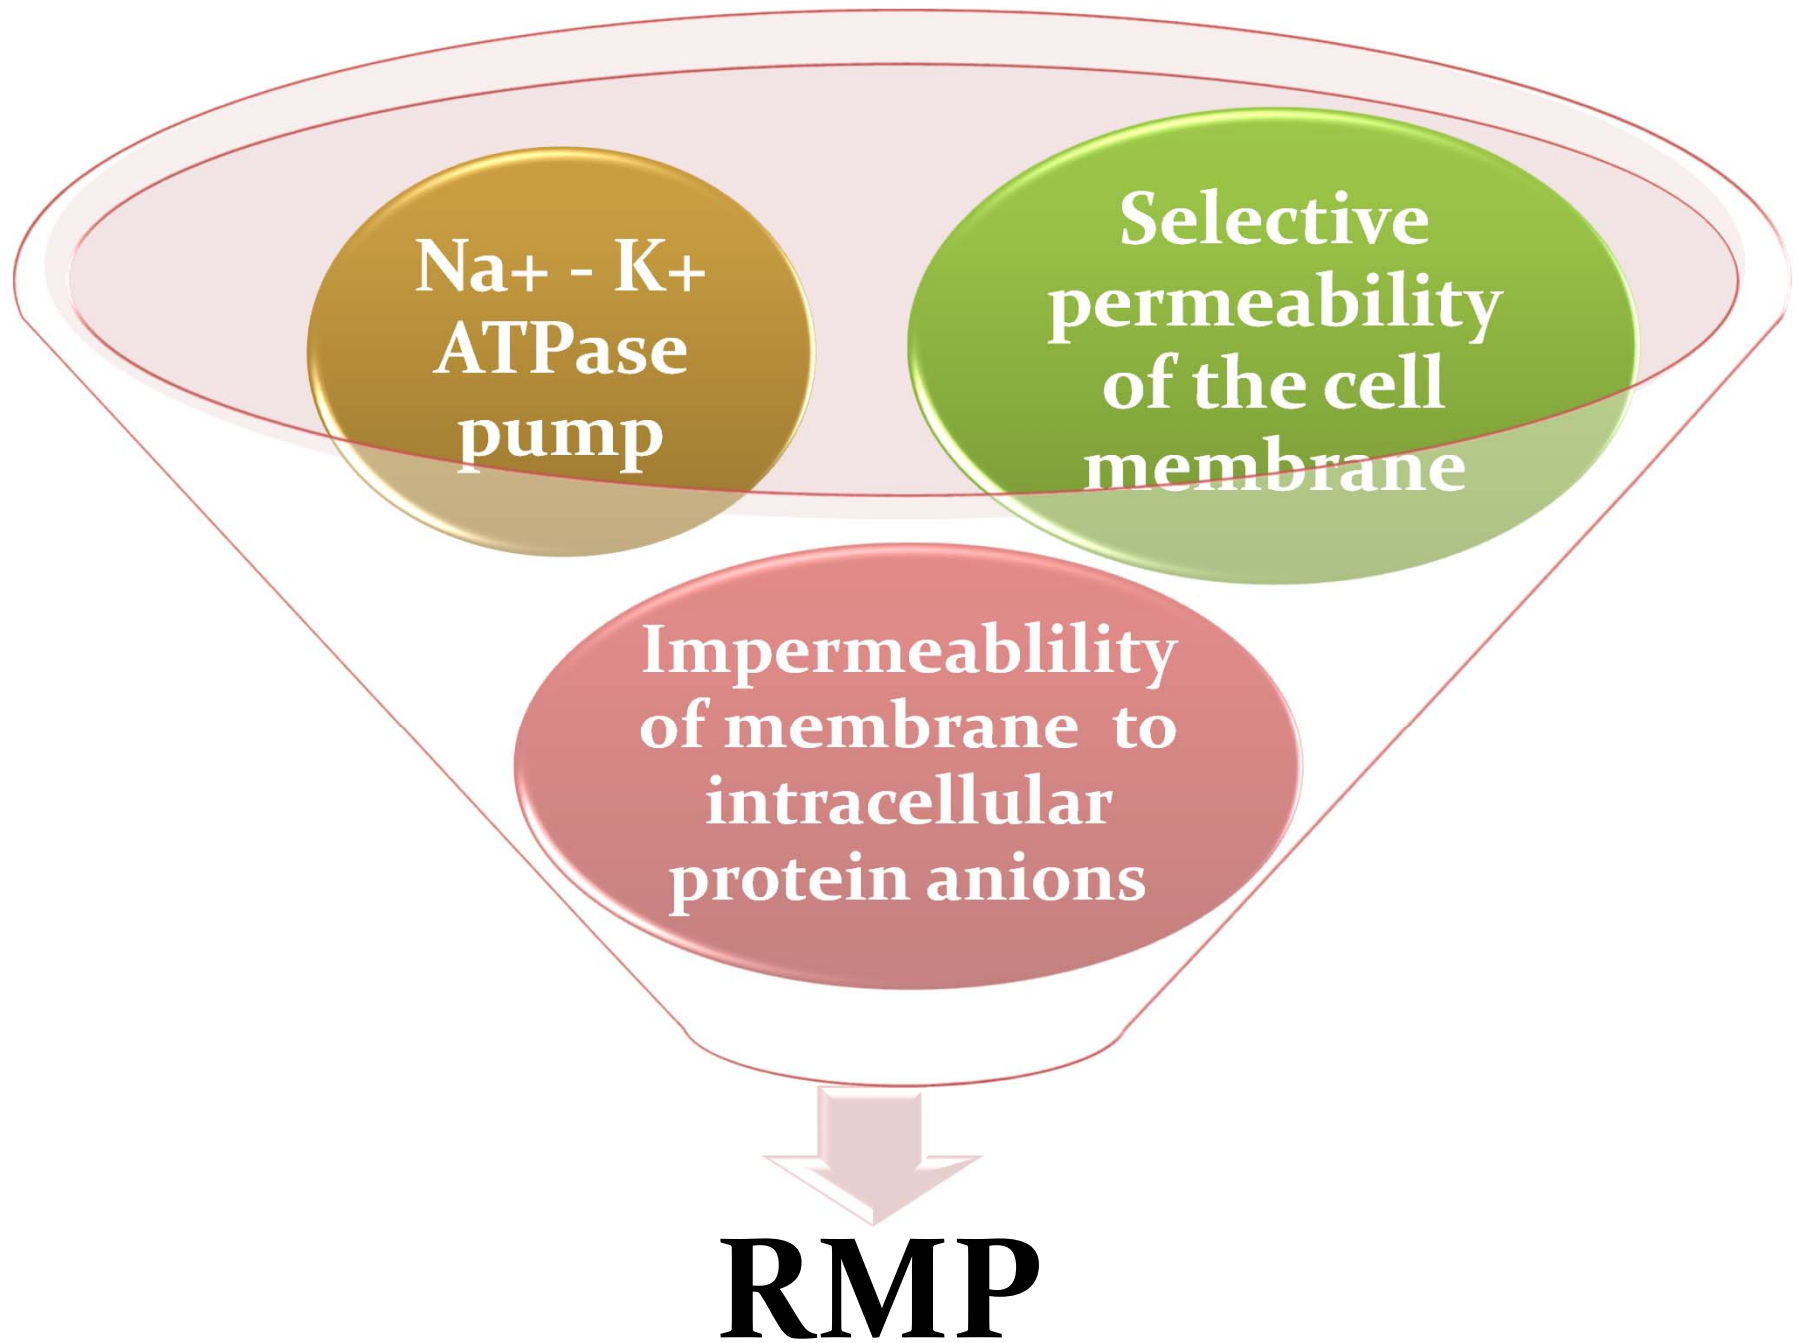 Na+ - K+
ATPase
pump
Selective
permeability
of the cell
membrane
Impermeablility
of membrane  to
intracellular
protein anions
RMP